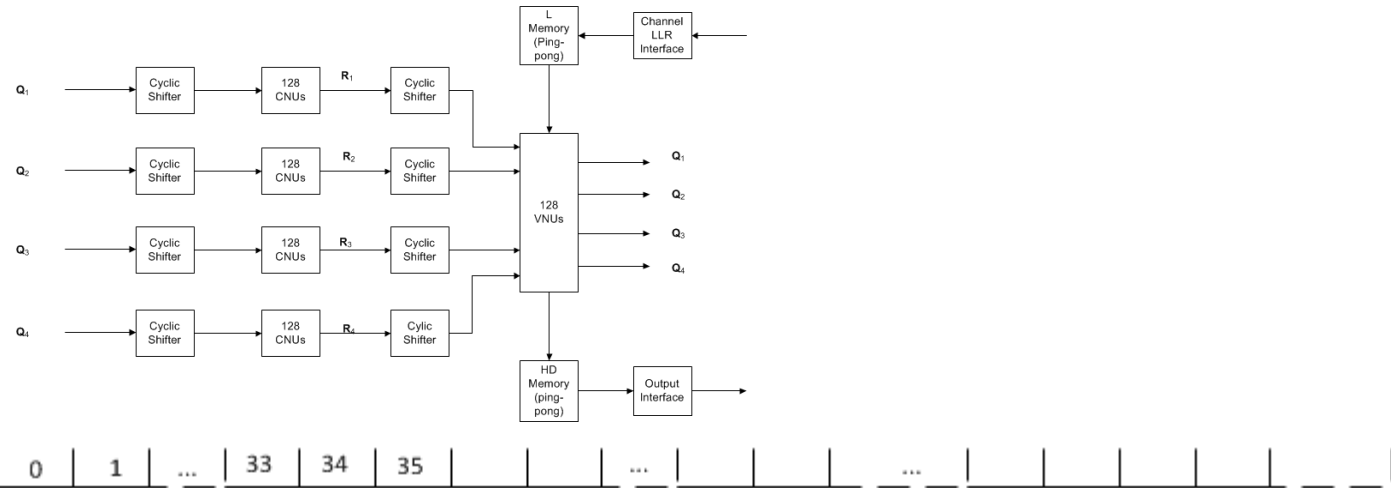 L
Memory
(Ping-
pong)
Channel
LLR
Interface
Q1
Cyclic
Shifter
128
CNUs
R1
Cyclic
Shifter
Q2
Cyclic
Shifter
128
CNUs
R2
Cyclic
Shifter
Q3
Cyclic
Shifter
128
CNUs
R3
Cyclic
Shifter
Q4
Cyclic
Shifter
128
CNUs
R4
Cylic
Shifter
128
VNUs
Q1
Q2
Q3
Q4
HD
Memory
(ping-
pong)
Output
Interface
0 1 ... 33 34 35 ... ...